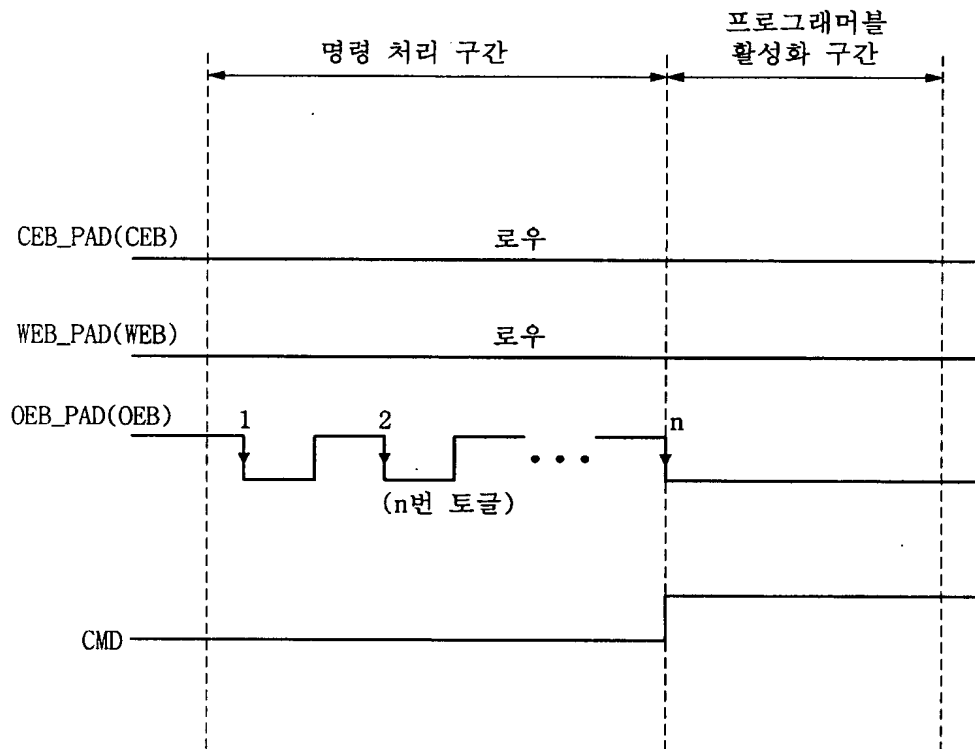 명령 처리 구간
프로그래머블
활성화 구간
CEB_PAD(CEB)
로우
WEB_PAD(WEB)
로우
OEB_PAD(OEB)
1
2
n
(n번 토글)
CMD